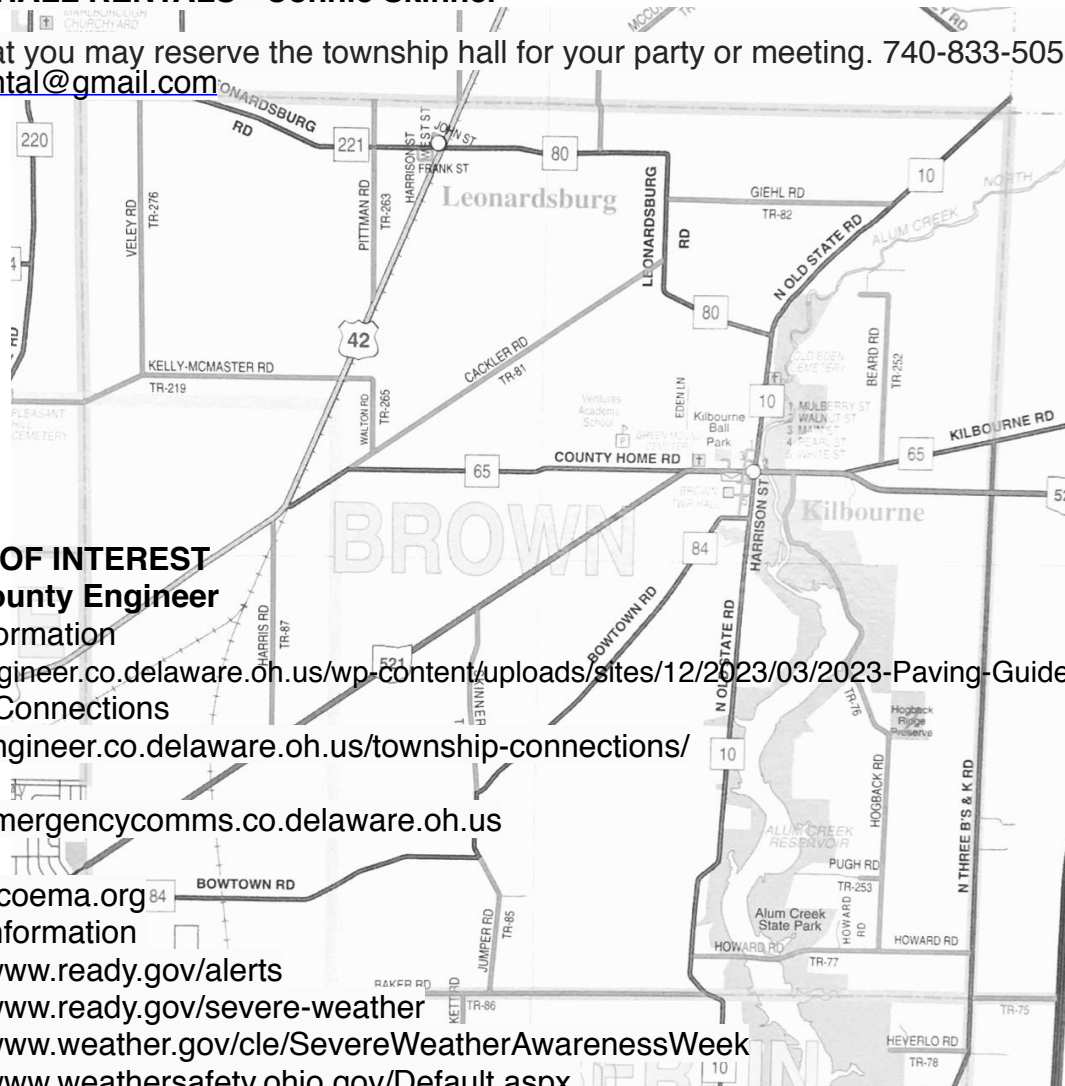 HALL RENTALS – Connie Skinner
at you may reserve the township hall for your party or meeting. 740-833-505
ntal@gmail.com
MARLBOROUGH
CHURCHYARD
TR-
220
LEONARDSBURG
RD
221
HARRISON ST
WEST ST
JOHN ST
FRANK ST
80
Leonardsburg
VELEY RD
TR-276
PITTMAN RD
TR-263
LEONARDSBURG
RD
GIEHL RD
TR-82
10
NORTH
ALUM CREEK
N OLD STATE RD
80
42
KELLY-MCMASTER RD
TR-219
WALTON RD
TR-265
CACKLER RD
TR-81
PLEASANT
HILL
CEMETERY
OLD EDEN
CEMETERY
BEARD RD
TR-252
10
Ventures
Academy
School
P
EDEN LN
Kilbourne
Ball
Park
1 MULBERRY ST
2 WALNUT ST
3 MAIN ST
4 PEARL ST
5 WHITE ST
KILBOURNE RD
65
COUNTY HOME RD
65
BROWN
TWP HALL
HARRISON ST
Kilbourne
BROWN
84
OF INTEREST
ounty Engineer
ormation
gineer.co.delaware.oh.us/wp-content/uploads/sites/12/2023/03/2023-Paving-Guide
Connections
ngineer.co.delaware.oh.us/township-connections/
HARRIS RD
TR-87
521
SKINNER
BOWTOWN RD
N OLD STATE RD
10
TR-76
Hogback
Ridge
Preserve
HOGBACK RD
N THREE B'S & K RD
mergencycomms.co.delaware.oh.us
ALUM CREEK
RESERVOIR
PUGH RD
TR-253
coema.org
84
BOWTOWN RD
nformation
JUMPER RD
TR-85
Alum Creek
State Park
HOWARD
RD
HOWARD RD
TR-77
HOWARD RD
www.ready.gov/alerts
BAKER RD
TR-86
TR-75
www.ready.gov/severe-weather
www.weather.gov/cle/SevereWeatherAwarenessWeek
HEVERLO RD
TR-78
10
www.weathersafety.ohio.gov/Default.aspx